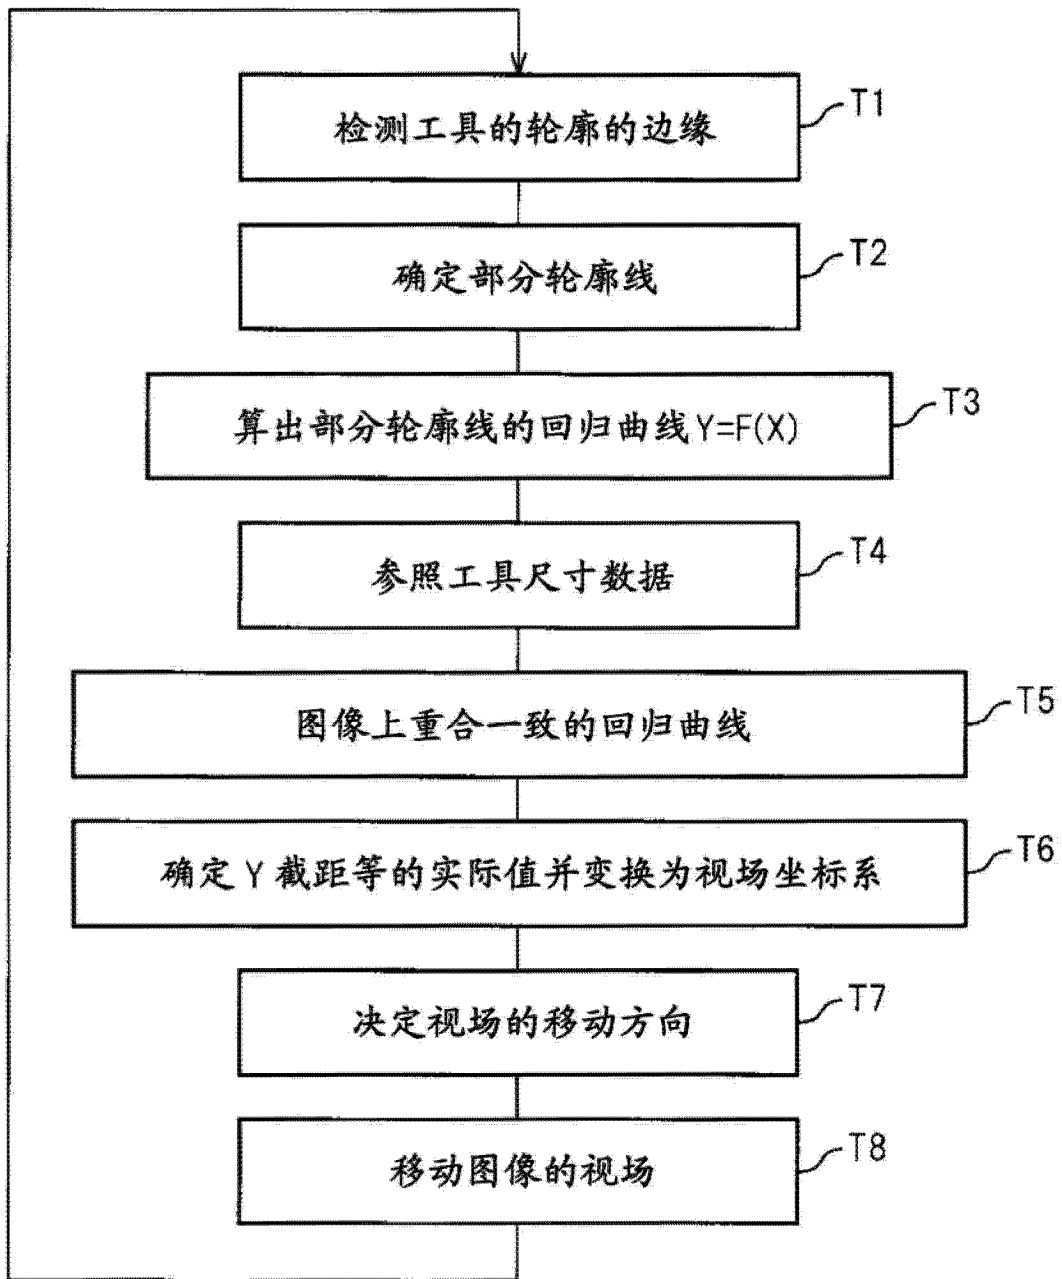 检测工具的轮廓的边缘
T1
确定部分轮廓线
T2
算出部分轮廓线的回归曲线Y=F(X)
T3
参照工具尺寸数据
T4
图像上重合一致的回归曲线
T5
确定Y截距等的实际值并变换为视场坐标系
T6
决定视场的移动方向
T7
移动图像的视场
T8